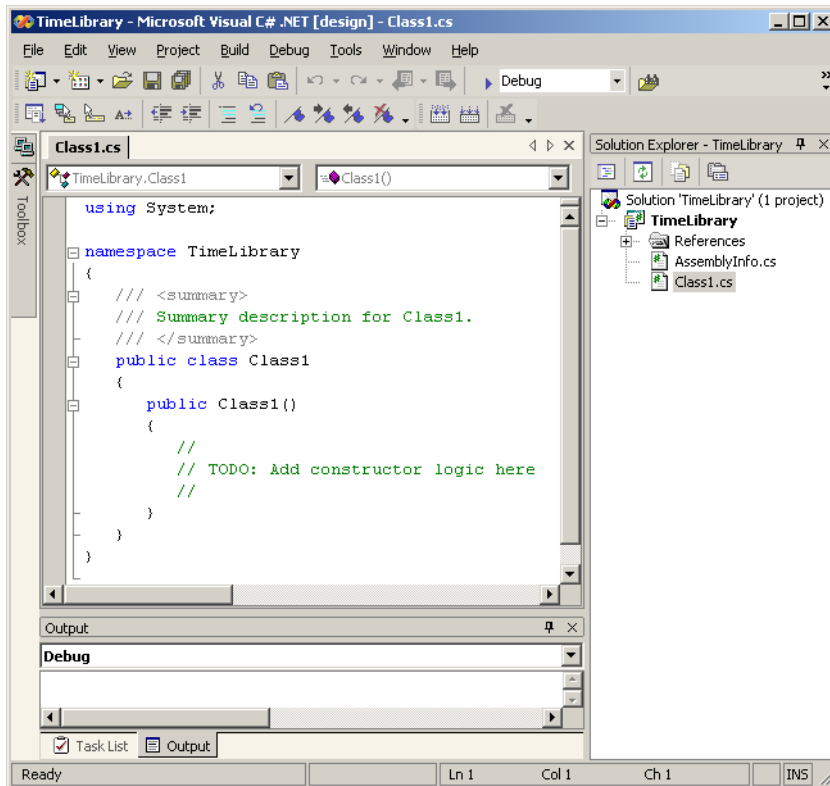 TimeLibrary - Microsoft Visual C# .NET [design] - Class1.cs
File Edit View Project Build Debug Tools Window Help
Debug
Class1.cs
TimeLibrary.Class1 Class1()
Toolbox
using System;
namespace TimeLibrary
{
/// <summary>
/// Summary description for Class1.
/// </summary>
public class Class1
{
public Class1()
{
//
// TODO: Add constructor logic here
//
}
}
}
Solution Explorer - TimeLibrary
Solution 'TimeLibrary' (1 project)
TimeLibrary
References
AssemblyInfo.cs
Class1.cs
Output
Debug
Task List Output
Ready Ln 1 Col 1 Ch 1 INS